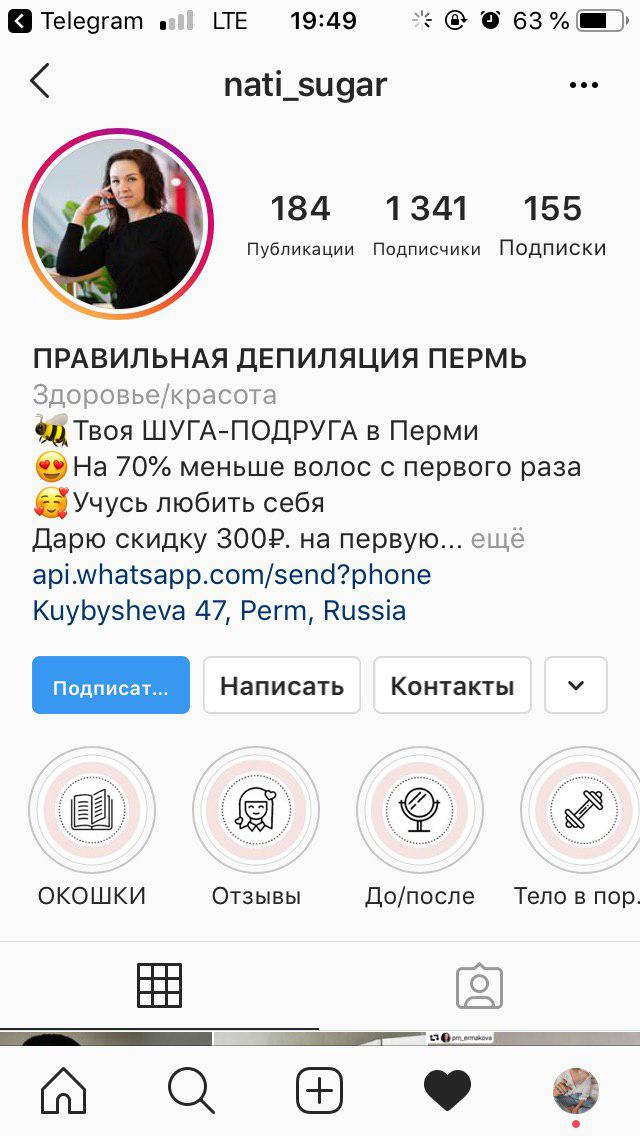 Telegram LTE 19:49 63 %
nati_sugar
184 1 341 155
Публикации Подписчики Подписки
ПРАВИЛЬНАЯ ДЕПИЛЯЦИЯ ПЕРМЬ
Здоровье/красота
Твоя ШУГА-ПОДРУГА в Перми
На 70% меньше волос с первого раза
Учусь любить себя
Дарю скидку 300₽. на первую... ещё
api.whatsapp.com/send?phone
Kuybysheva 47, Perm, Russia
Подписат... Написать Контакты
ОКОШКИ Отзывы До/после Тело в пор.
pm_ermakova